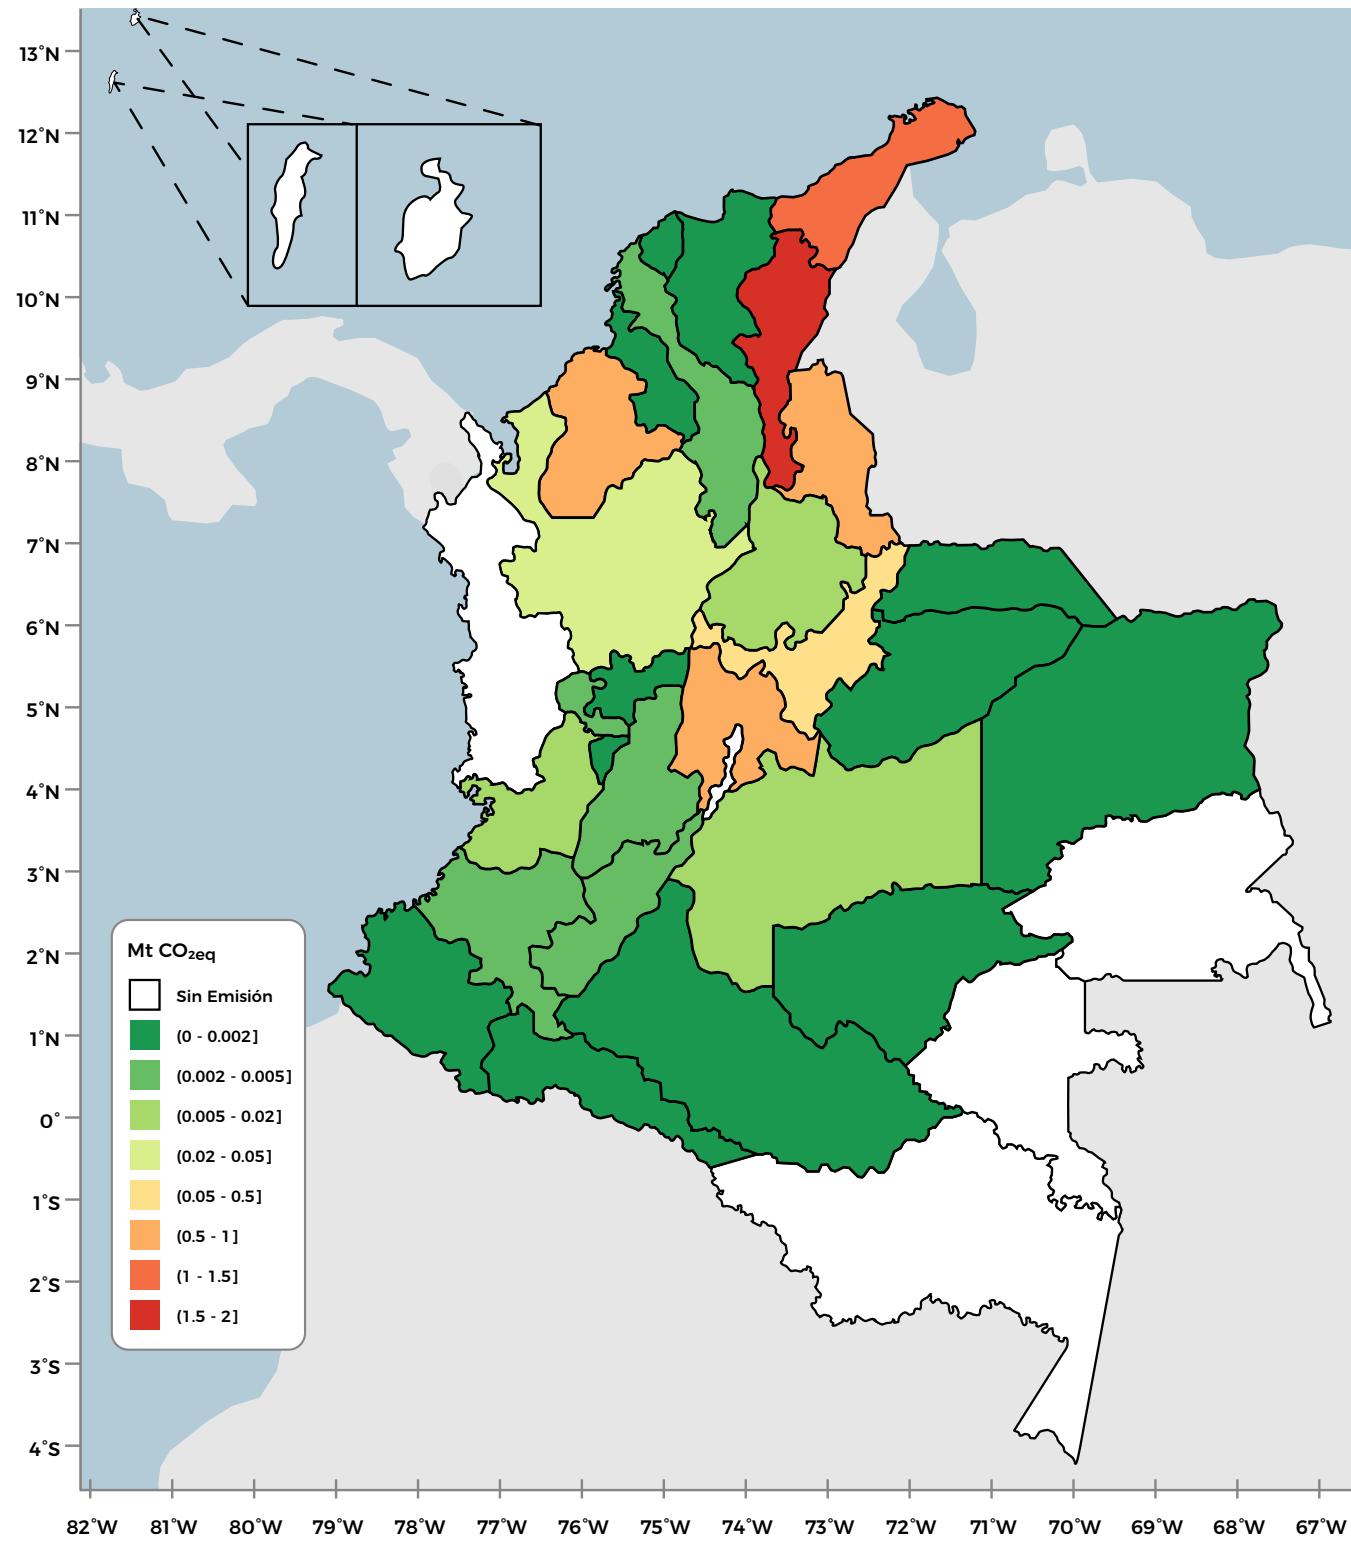 13°N
12°N
11°N
10°N
9°N
8°N
7°N
6°N
5°N
4°N
3°N
2°N
1°N
0°
1°S
2°S
3°S
4°S
Mt CO₂eq
Sin Emisión
(0 - 0.002]
(0.002 - 0.005]
(0.005 - 0.02]
(0.02 - 0.05]
(0.05 - 0.5]
(0.5 - 1]
(1 - 1.5]
(1.5 - 2]
82°W 81°W 80°W 79°W 78°W 77°W 76°W 75°W 74°W 73°W 72°W 71°W 70°W 69°W 68°W 67°W